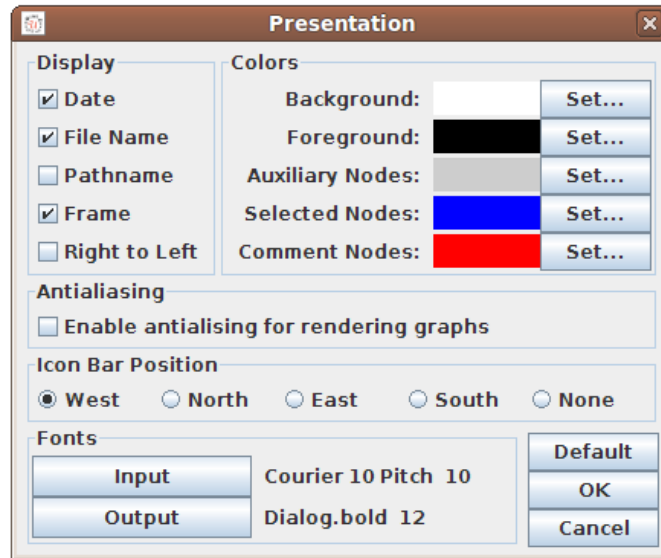 Presentation
Display
Date
File Name
Pathname
Frame
Right to Left
Colors
Background: Set...
Foreground: Set...
Auxiliary Nodes: Set...
Selected Nodes: Set...
Comment Nodes: Set...
Antialiasing
Enable antialising for rendering graphs
Icon Bar Position
West North East South None
Fonts
Input Courier 10 Pitch 10
Output Dialog.bold 12
Default
OK
Cancel